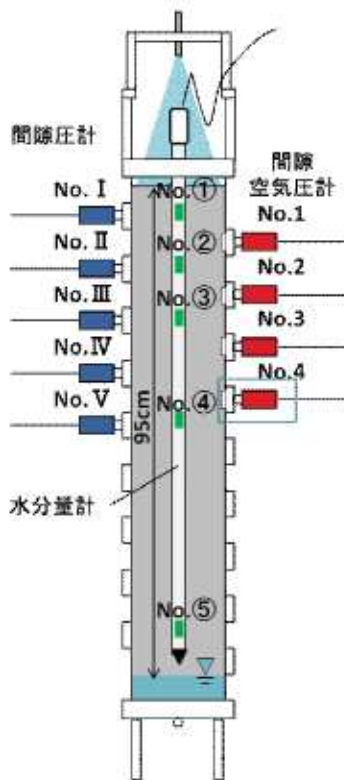 間隙圧計
No. Ⅰ
No. Ⅱ
No. Ⅲ
No. Ⅳ
No. Ⅴ
水分量計
No. ①
No. ②
No. ③
No. ④
No. ⑤
95cm
間隙
空気圧計
No.1
No.2
No.3
No.4